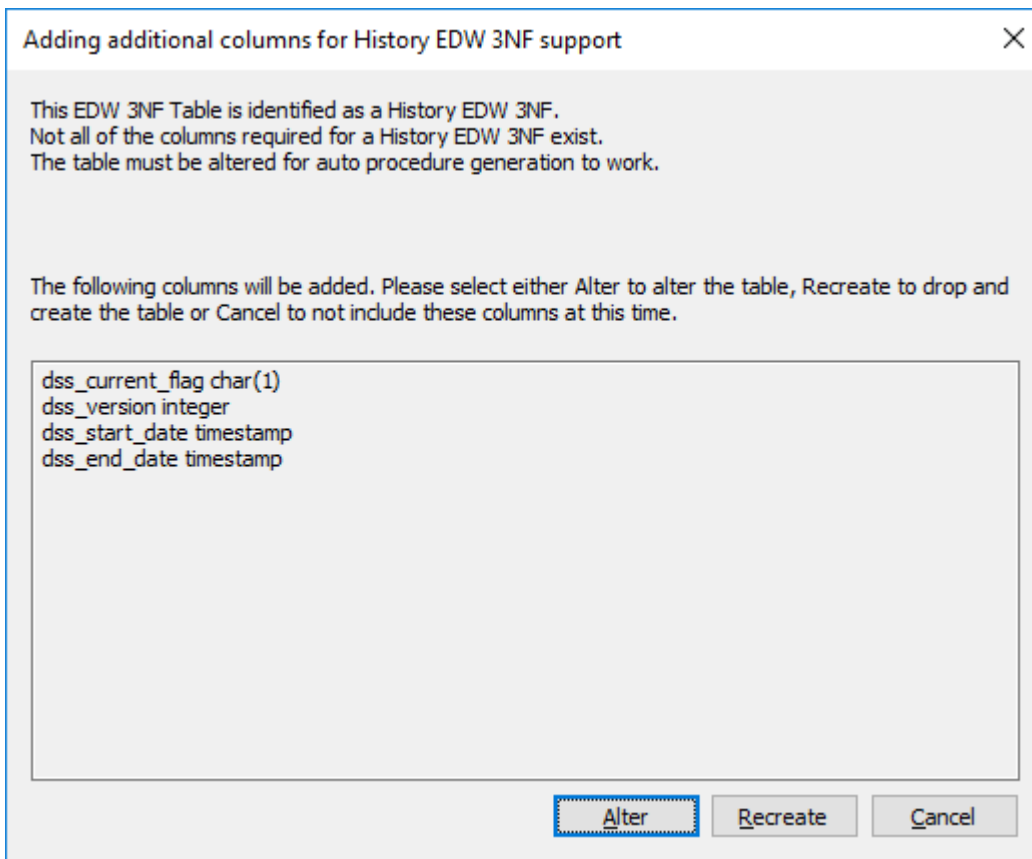 Adding additional columns for History EDW 3NF support
This EDW 3NF Table is identified as a History EDW 3NF.
Not all of the columns required for a History EDW 3NF exist.
The table must be altered for auto procedure generation to work.
The following columns will be added. Please select either Alter to alter the table, Recreate to drop and
create the table or Cancel to not include these columns at this time.
dss_current_flag char(1)
dss_version integer
dss_start_date timestamp
dss_end_date timestamp
Alter Recreate Cancel